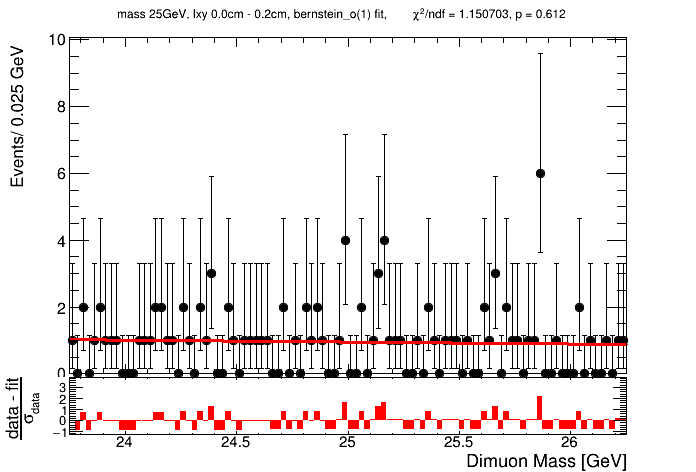 mass 25GeV, lxy 0.0cm - 0.2cm, bernstein_o(1) fit, χ²/ndf = 1.150703, p = 0.612
Events/ 0.025 GeV
10
8
6
4
2
0
data - fit
σdata
3
2
1
0
−1
24 24.5 25 25.5 26
Dimuon Mass [GeV]